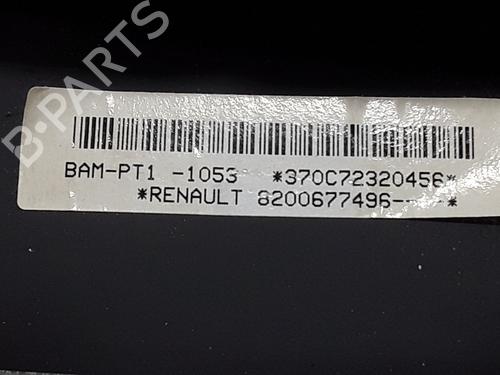 B-PARTS
BAM-PT1 -1053 *370C72320456*
*RENAULT 8200677496----*